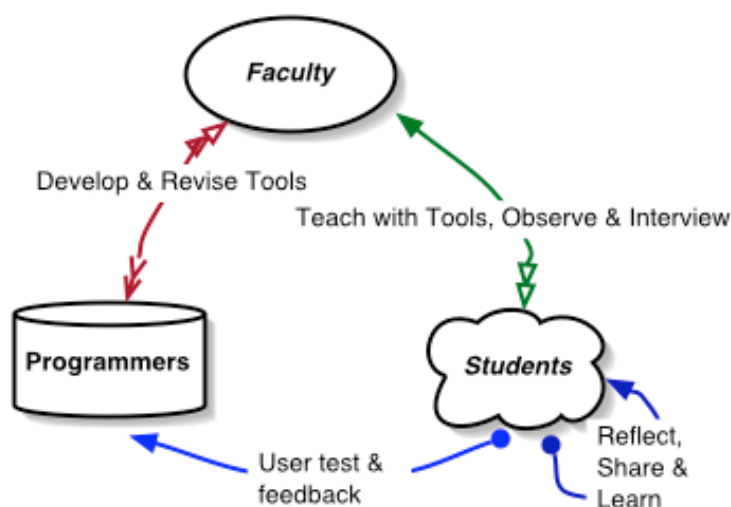 Faculty
Develop & Revise Tools
Teach with Tools, Observe & Interview
Programmers
Students
User test &
feedback
Reflect,
Share &
Learn